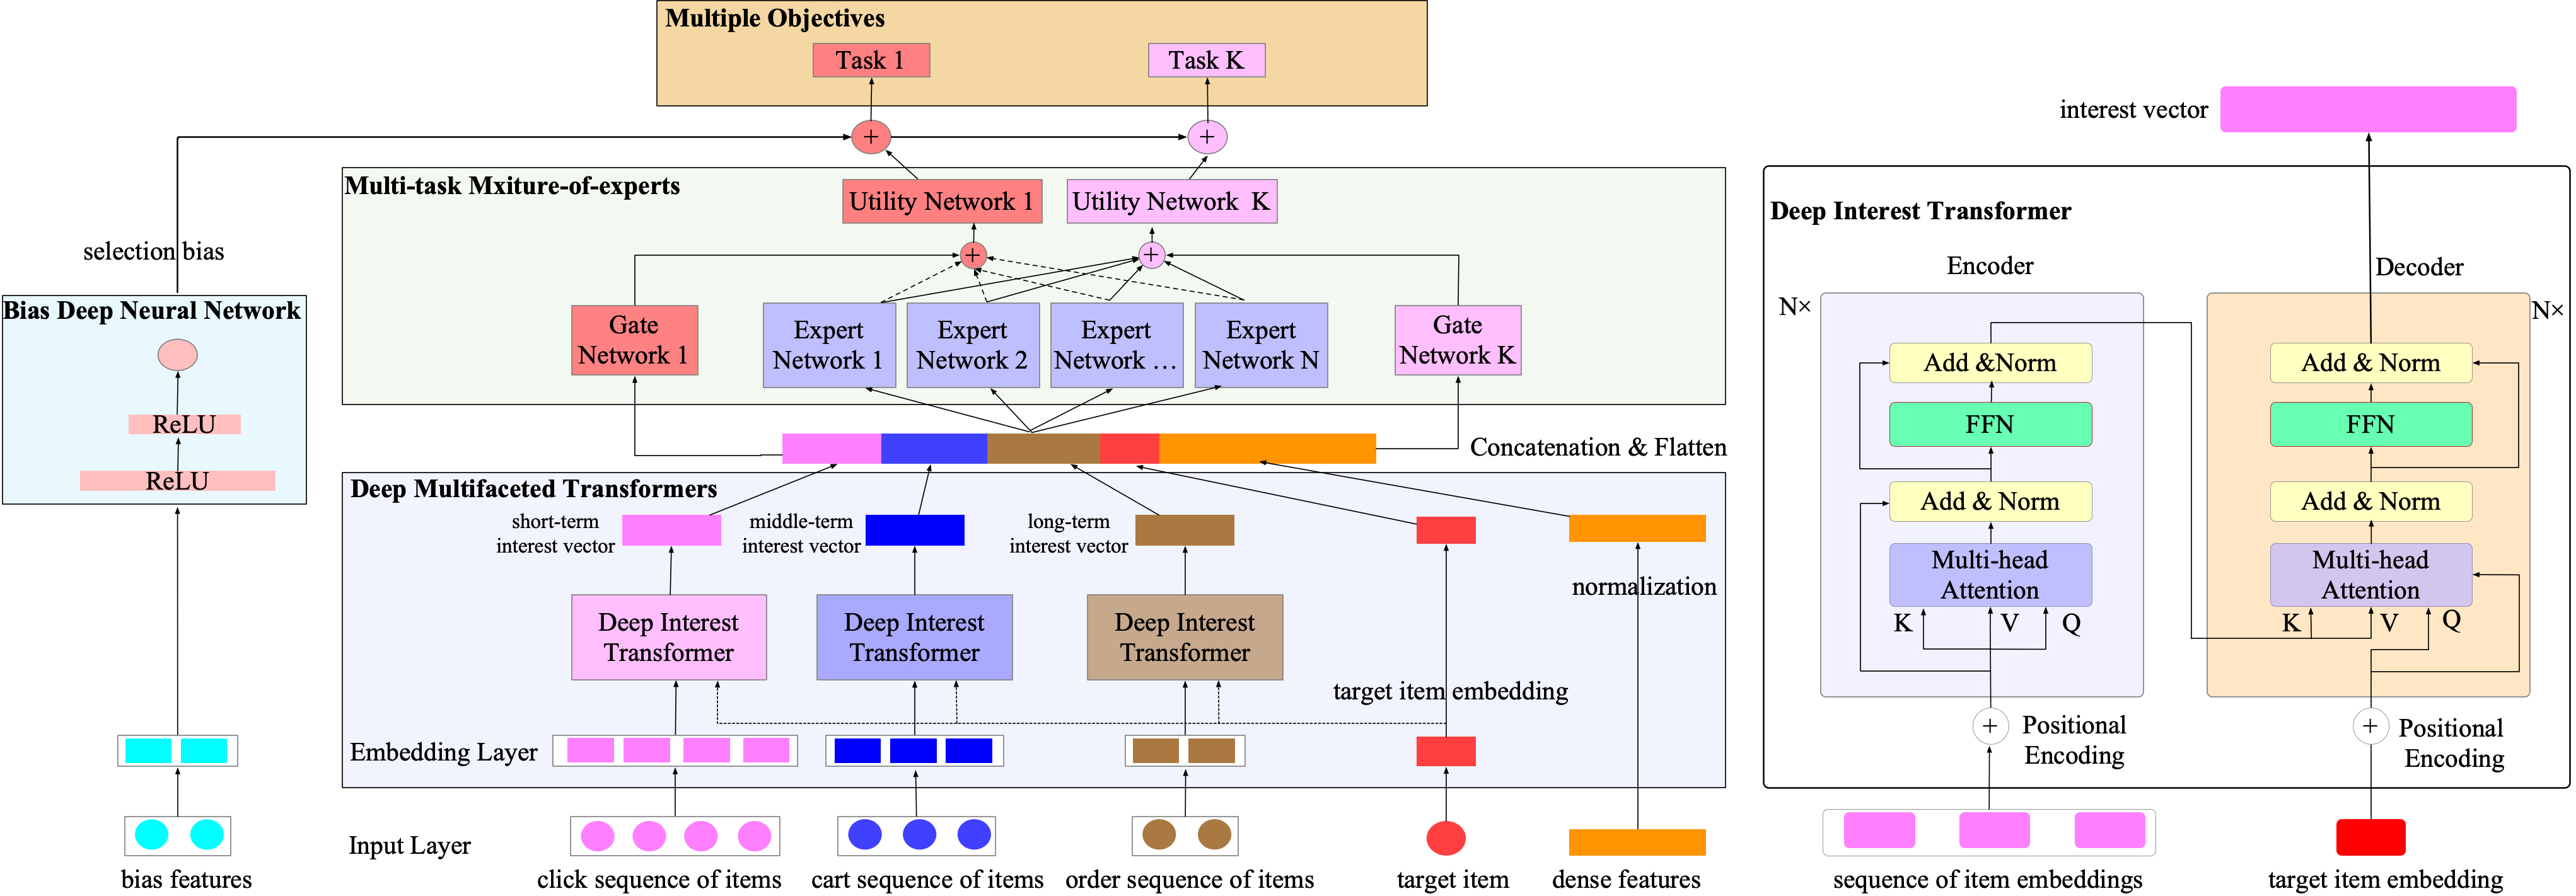 Multiple Objectives
Task 1
Task K
+
+
selection bias
Bias Deep Neural Network
ReLU
ReLU
bias features
Multi-task Mxiture-of-experts
Utility Network 1
Utility Network K
+
+
Gate
Network 1
Expert
Network 1
Expert
Network 2
Expert
Network …
Expert
Network N
Gate
Network K
Concatenation & Flatten
Deep Multifaceted Transformers
short-term
interest vector
middle-term
interest vector
long-term
interest vector
normalization
Deep Interest
Transformer
Deep Interest
Transformer
Deep Interest
Transformer
target item embedding
Embedding Layer
Input Layer
click sequence of items
cart sequence of items
order sequence of items
target item
dense features
interest vector
Deep Interest Transformer
Encoder
N×
Add &Norm
FFN
Add & Norm
Multi-head
Attention
K
V
Q
+
Positional
Encoding
sequence of item embeddings
Decoder
N×
Add & Norm
FFN
Add & Norm
Multi-head
Attention
K
V
Q
+
Positional
Encoding
target item embedding